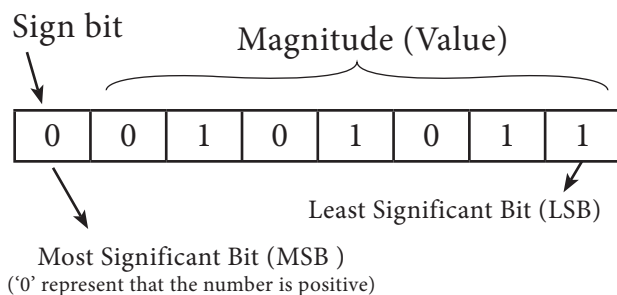 Sign bit
Magnitude (Value)
0 0 1 0 1 0 1 1
Least Significant Bit (LSB)
Most Significant Bit (MSB )
(‘0’ represent that the number is positive)